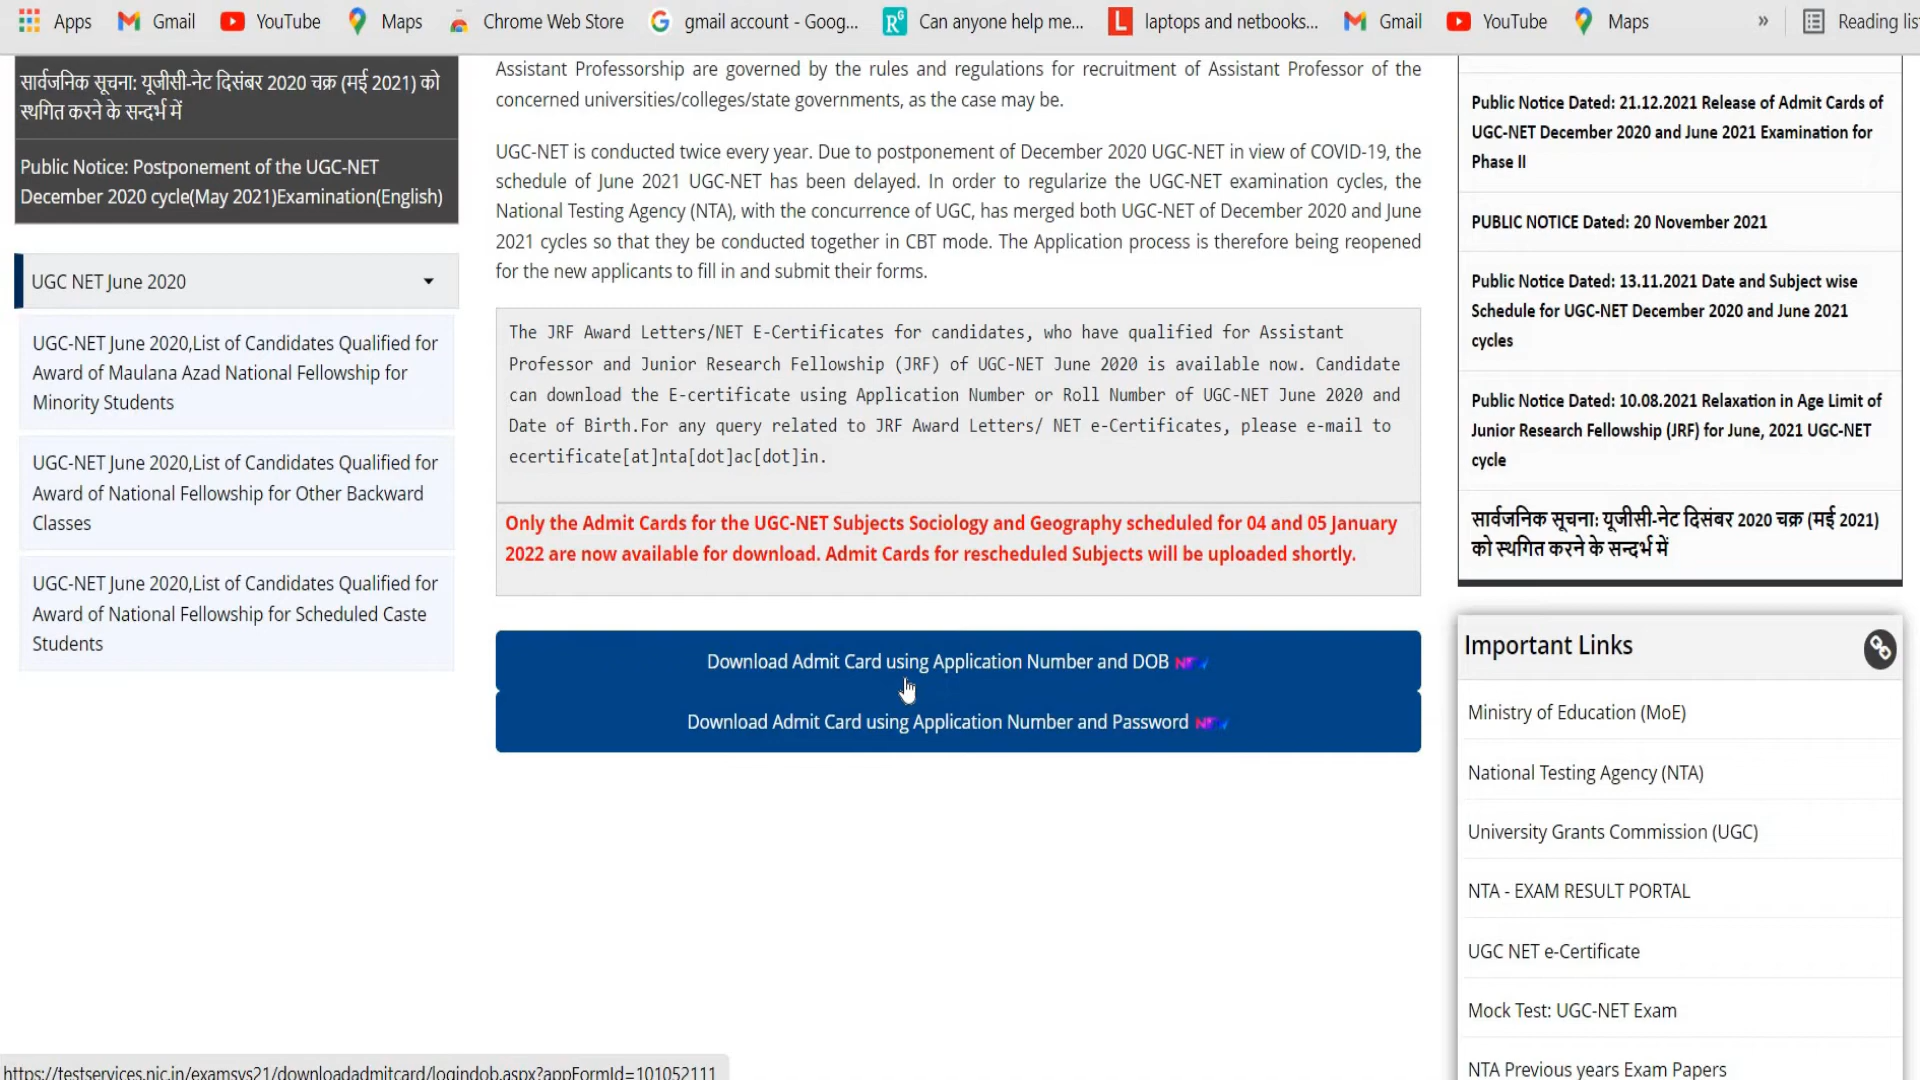 Apps
Gmail
YouTube
Maps
Chrome Web Store
gmail account - Goog...
Can anyone help me...
laptops and netbooks...
Gmail
YouTube
Maps
»
Reading list
सार्वजनिक सूचना: यूजीसी-नेट दिसंबर 2020 चक्र (मई 2021) को
स्थगित करने के सन्दर्भ में
Public Notice: Postponement of the UGC-NET
December 2020 cycle(May 2021)Examination(English)
UGC NET June 2020
UGC-NET June 2020,List of Candidates Qualified for
Award of Maulana Azad National Fellowship for
Minority Students
UGC-NET June 2020,List of Candidates Qualified for
Award of National Fellowship for Other Backward
Classes
UGC-NET June 2020,List of Candidates Qualified for
Award of National Fellowship for Scheduled Caste
Students
Assistant Professorship are governed by the rules and regulations for recruitment of Assistant Professor of the
concerned universities/colleges/state governments, as the case may be.
UGC-NET is conducted twice every year. Due to postponement of December 2020 UGC-NET in view of COVID-19, the
schedule of June 2021 UGC-NET has been delayed. In order to regularize the UGC-NET examination cycles, the
National Testing Agency (NTA), with the concurrence of UGC, has merged both UGC-NET of December 2020 and June
2021 cycles so that they be conducted together in CBT mode. The Application process is therefore being reopened
for the new applicants to fill in and submit their forms.
The JRF Award Letters/NET E-Certificates for candidates, who have qualified for Assistant
Professor and Junior Research Fellowship (JRF) of UGC-NET June 2020 is available now. Candidate
can download the E-certificate using Application Number or Roll Number of UGC-NET June 2020 and
Date of Birth.For any query related to JRF Award Letters/ NET e-Certificates, please e-mail to
ecertificate[at]nta[dot]ac[dot]in.
Only the Admit Cards for the UGC-NET Subjects Sociology and Geography scheduled for 04 and 05 January
2022 are now available for download. Admit Cards for rescheduled Subjects will be uploaded shortly.
Download Admit Card using Application Number and DOB NEW
Download Admit Card using Application Number and Password NEW
Public Notice Dated: 21.12.2021 Release of Admit Cards of
UGC-NET December 2020 and June 2021 Examination for
Phase II
PUBLIC NOTICE Dated: 20 November 2021
Public Notice Dated: 13.11.2021 Date and Subject wise
Schedule for UGC-NET December 2020 and June 2021
cycles
Public Notice Dated: 10.08.2021 Relaxation in Age Limit of
Junior Research Fellowship (JRF) for June, 2021 UGC-NET
cycle
सार्वजनिक सूचना: यूजीसी-नेट दिसंबर 2020 चक्र (मई 2021)
को स्थगित करने के सन्दर्भ में
Important Links
Ministry of Education (MoE)
National Testing Agency (NTA)
University Grants Commission (UGC)
NTA - EXAM RESULT PORTAL
UGC NET e-Certificate
Mock Test: UGC-NET Exam
NTA Previous years Exam Papers
https://testservices.nic.in/examsys21/downloadadmitcard/logindob.aspx?appFormId=101052111